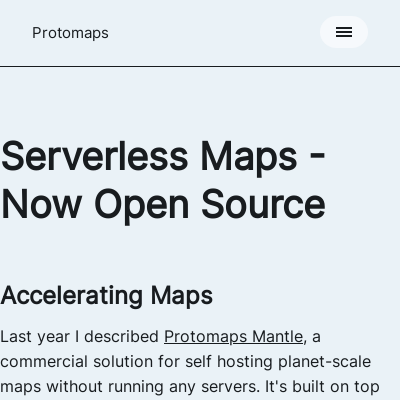 Protomaps
Serverless Maps -
Now Open Source
Accelerating Maps
Last year I described Protomaps Mantle, a
commercial solution for self hosting planet-scale
maps without running any servers. It's built on top